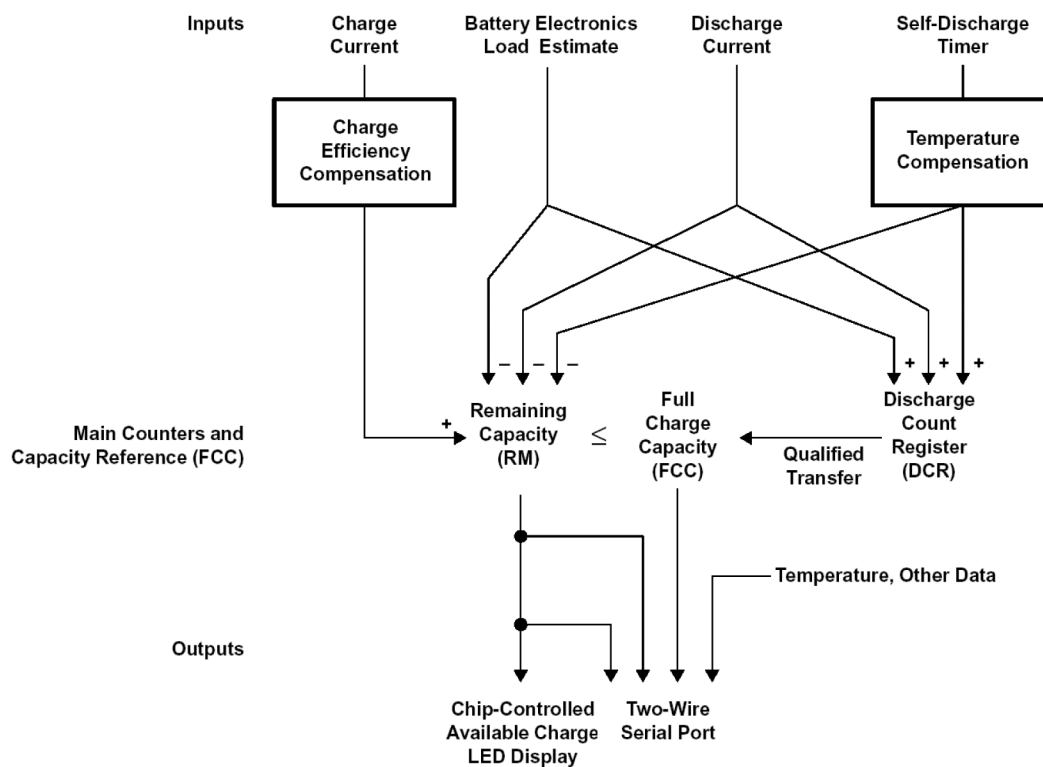 Inputs
Charge
Current
Battery Electronics
Load Estimate
Discharge
Current
Self-Discharge
Timer
Charge
Efficiency
Compensation
Temperature
Compensation
– – –
+ + +
Main Counters and
Capacity Reference (FCC)
+
Remaining
Capacity
(RM)
≤
Full
Charge
Capacity
(FCC)
Qualified
Transfer
Discharge
Count
Register
(DCR)
Temperature, Other Data
Outputs
Chip-Controlled
Available Charge
LED Display
Two-Wire
Serial Port